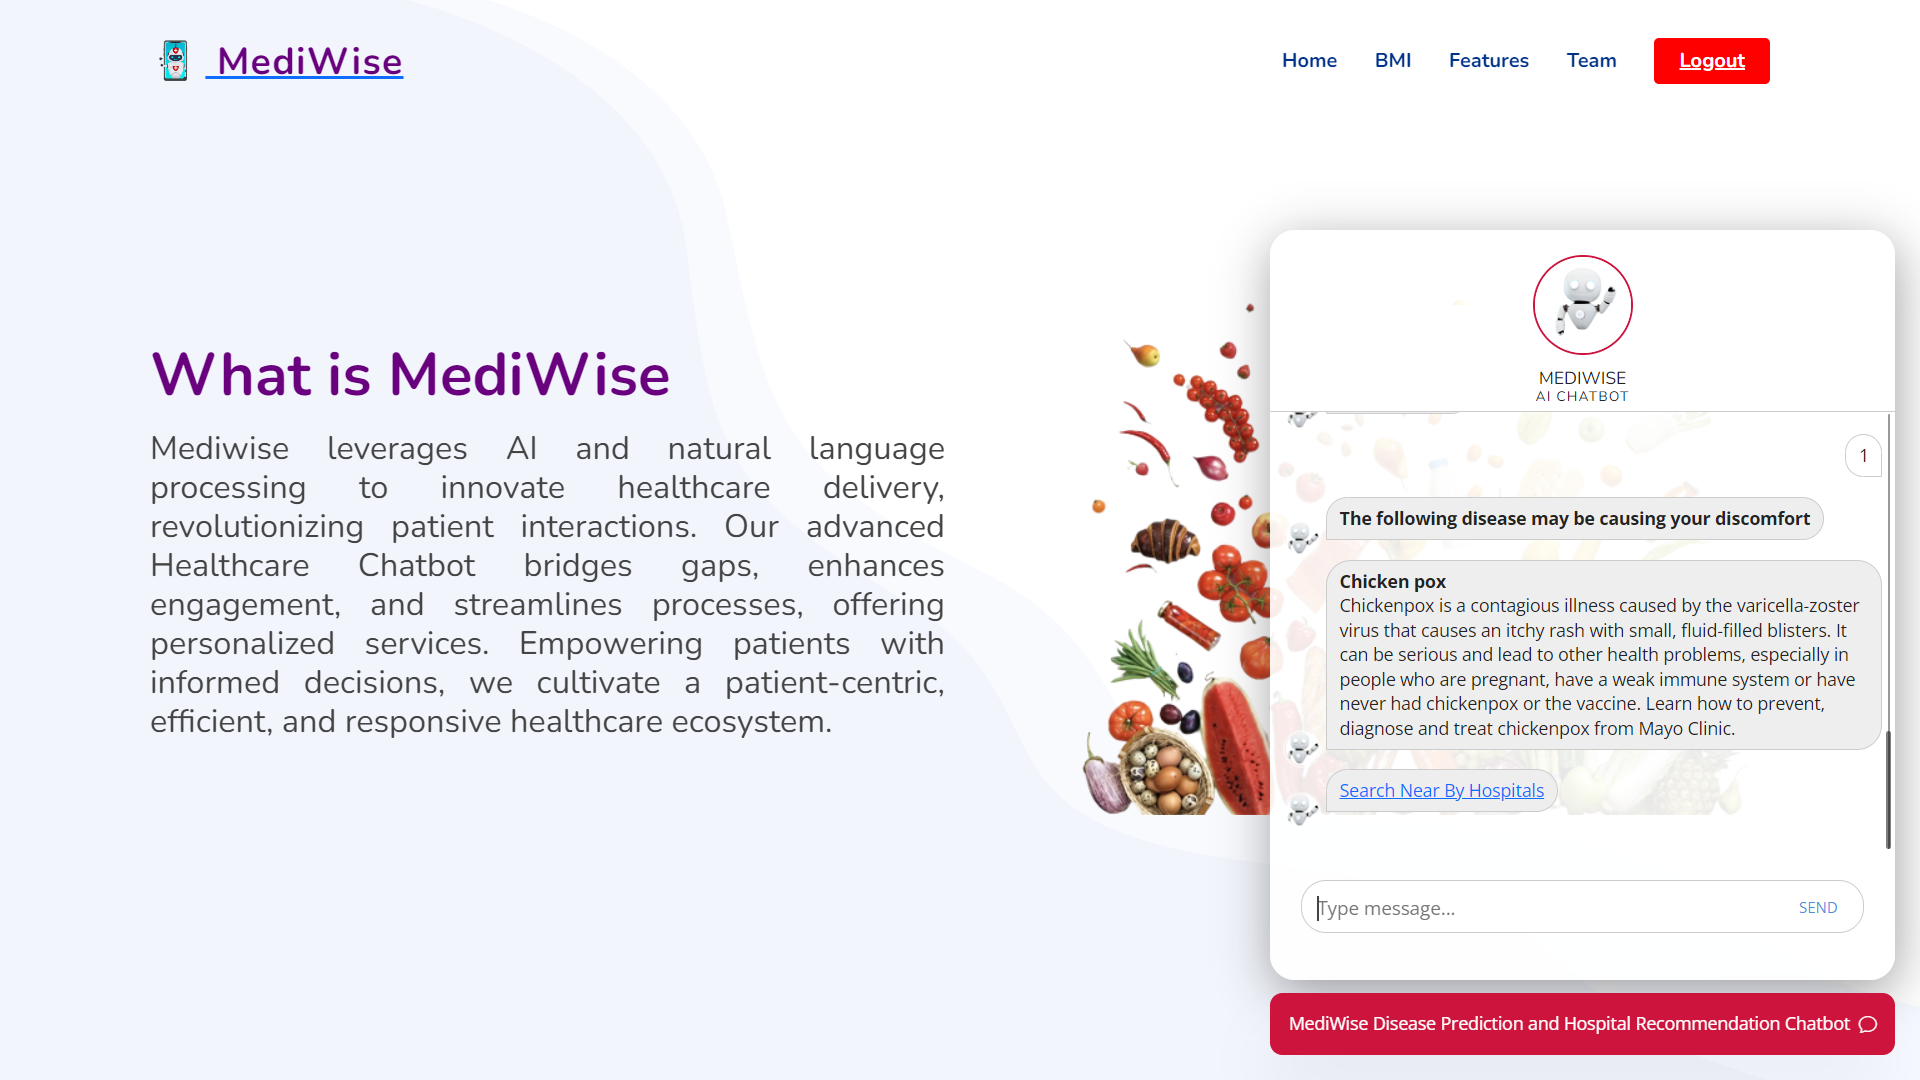 MediWise
Home
BMI
Features
Team
Logout
What is MediWise
Mediwise leverages AI and natural language
processing to innovate healthcare delivery,
revolutionizing patient interactions. Our advanced
Healthcare Chatbot bridges gaps, enhances
engagement, and streamlines processes, offering
personalized services. Empowering patients with
informed decisions, we cultivate a patient-centric,
efficient, and responsive healthcare ecosystem.
MEDIWISE
AI CHATBOT
1
The following disease may be causing your discomfort
Chicken pox
Chickenpox is a contagious illness caused by the varicella-zoster
virus that causes an itchy rash with small, fluid-filled blisters. It
can be serious and lead to other health problems, especially in
people who are pregnant, have a weak immune system or have
never had chickenpox or the vaccine. Learn how to prevent,
diagnose and treat chickenpox from Mayo Clinic.
Search Near By Hospitals
Type message...
SEND
MediWise Disease Prediction and Hospital Recommendation Chatbot